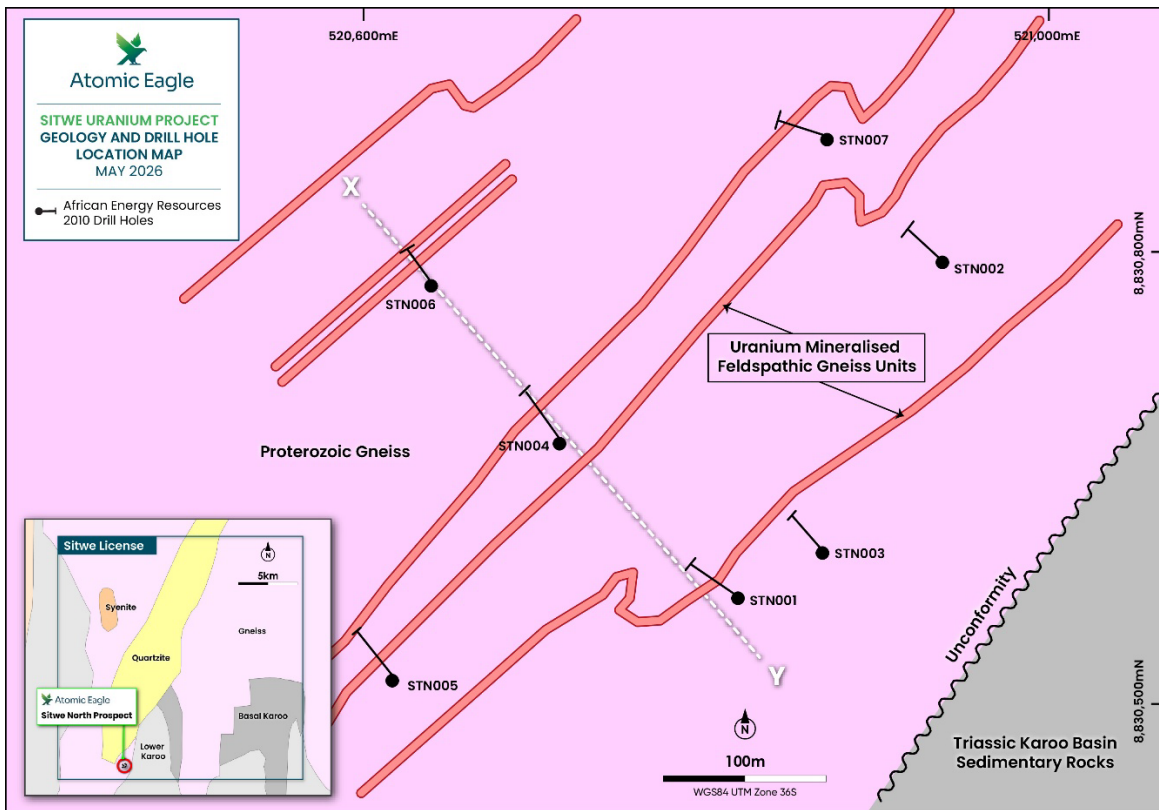 Atomic Eagle
SITWE URANIUM PROJECT
GEOLOGY AND DRILL HOLE
LOCATION MAP
MAY 2026
African Energy Resources
2010 Drill Holes
520,600mE
521,000mE
8,830,800mN
8,830,500mN
X
STN007
STN002
STN006
Uranium Mineralised
Feldspathic Gneiss Units
STN004
Proterozoic Gneiss
STN003
STN001
STN005
Y
Unconformity
N
100m
WGS84 UTM Zone 36S
Triassic Karoo Basin
Sedimentary Rocks
Sitwe License
N
5km
Syenite
Gneiss
Quartzite
Atomic Eagle
Sitwe North Prospect
Basal Karoo
Lower
Karoo